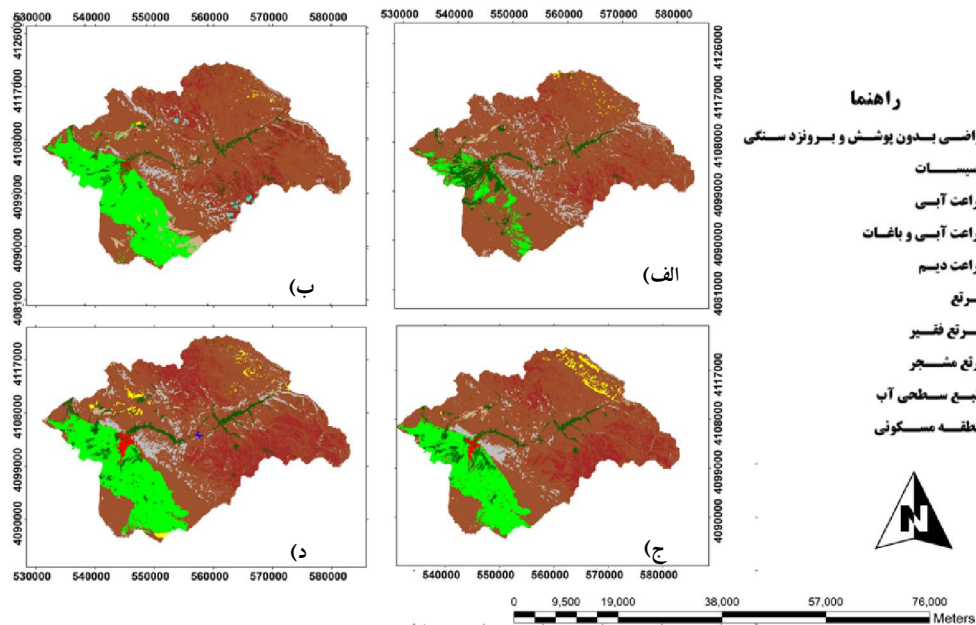 530000 540000 550000 560000 570000 580000
4126000
4117000
4108000
4099000
4090000
4081000
ب)
530000 540000 550000 560000 570000 580000
4126000
4117000
4108000
4099000
4090000
4081000
الف)
4117000
4108000
4099000
4090000
د)
530000 540000 550000 560000 570000 580000
4117000
4108000
4099000
4090000
ج)
540000 550000 560000 570000 580000
راهنما
راضی بدون پوشش و برونزد سنگی
سیسات
راعت آبی
راعت آبی و باغات
راعت دیم
رتع
رتع فقیر
رتع مشجر
بع سطحی آب
طقه مسکونی
N
0 9,500 19,000 38,000 57,000 76,000
Meters